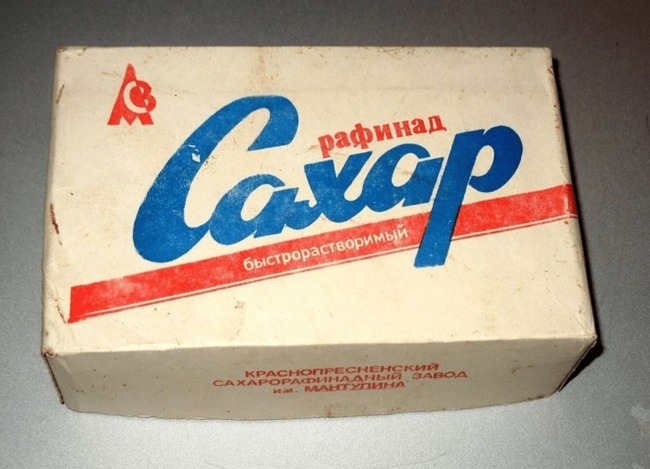 рафинад
Сахар
быстрорастворимый
КРАСНОПРЕСНЕНСКИЙ
САХАРОРАФИНАДНЫЙ ЗАВОД
им. МАНТУЛИНА